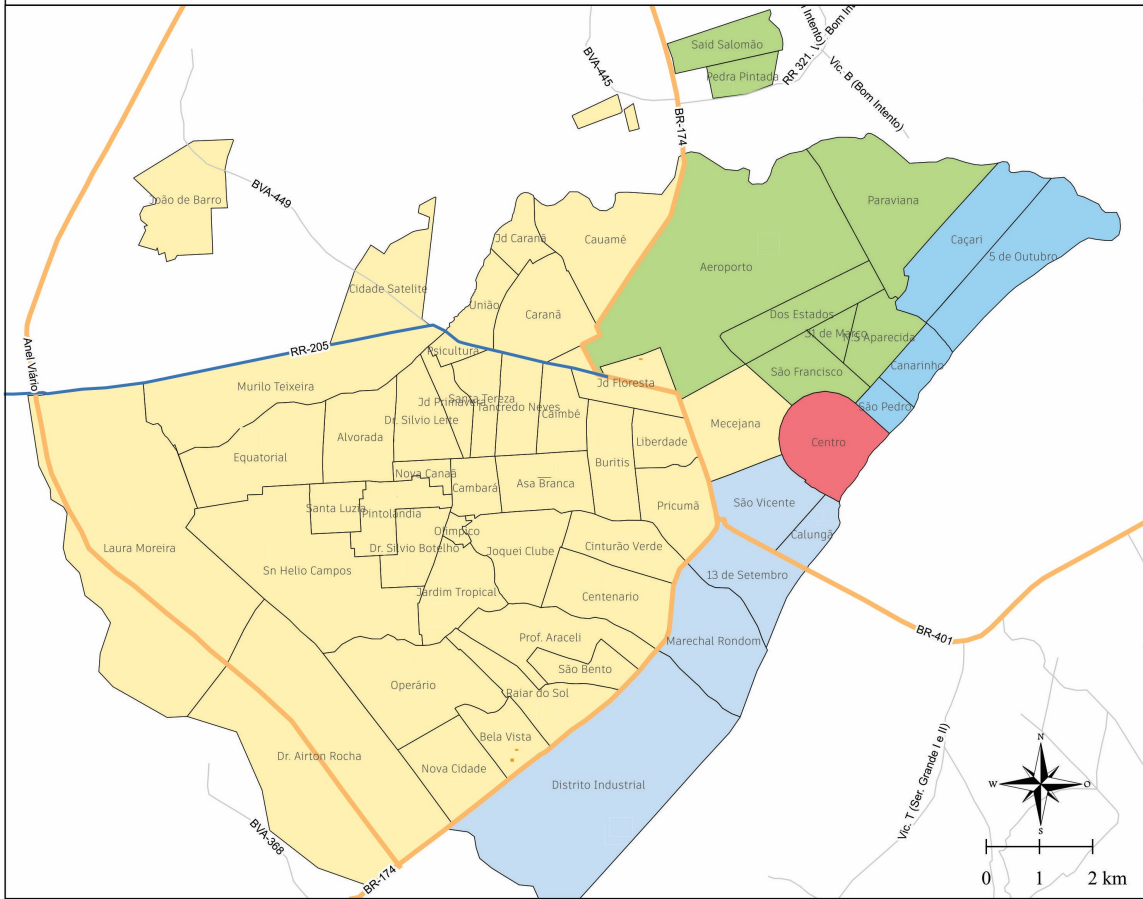 Said Salomão
Pedra Pintada
BVA-445
RR 321.
Bom Intento)
Vic. B (Bom Intento)
BR-174
João de Barro
BVA-449
Jd Caranã
Cauamé
Paraviana
Caçari
5 de Outubro
Aeroporto
Cidade Satelite
União
Caranã
Dos Estados
31 de Março
N.S Aparecida
Anel Viário
RR-205
Psicultura
Canarinho
São Francisco
Murilo Teixeira
Jd Floresta
Santa Tereza
Jd Primavera
Tancredo Neves
Caimbé
São Pedro
Dr. Silvio Leite
Mecejana
Alvorada
Liberdade
Centro
Equatorial
Buritis
Nova Canaã
Cambará
Asa Branca
São Vicente
Santa Luzia
Pintolândia
Pricumã
Olimpico
Calungã
Laura Moreira
Dr. Silvio Botelho
Joquei Clube
Cinturão Verde
Sn Helio Campos
13 de Setembro
Jardim Tropical
Centenario
BR-401
Prof. Araceli
Marechal Rondom
São Bento
Operário
Raiar do Sol
Bela Vista
Dr. Airton Rocha
Nova Cidade
Distrito Industrial
Vic. T (Ser. Grande I e II)
BVA-368
BR-174
N
W
O
S
0 1 2 km